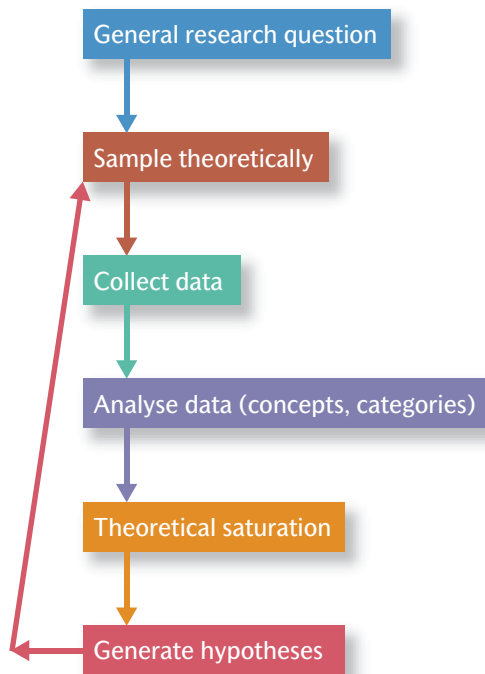 General research question
Sample theoretically
Collect data
Analyse data (concepts, categories)
Theoretical saturation
Generate hypotheses